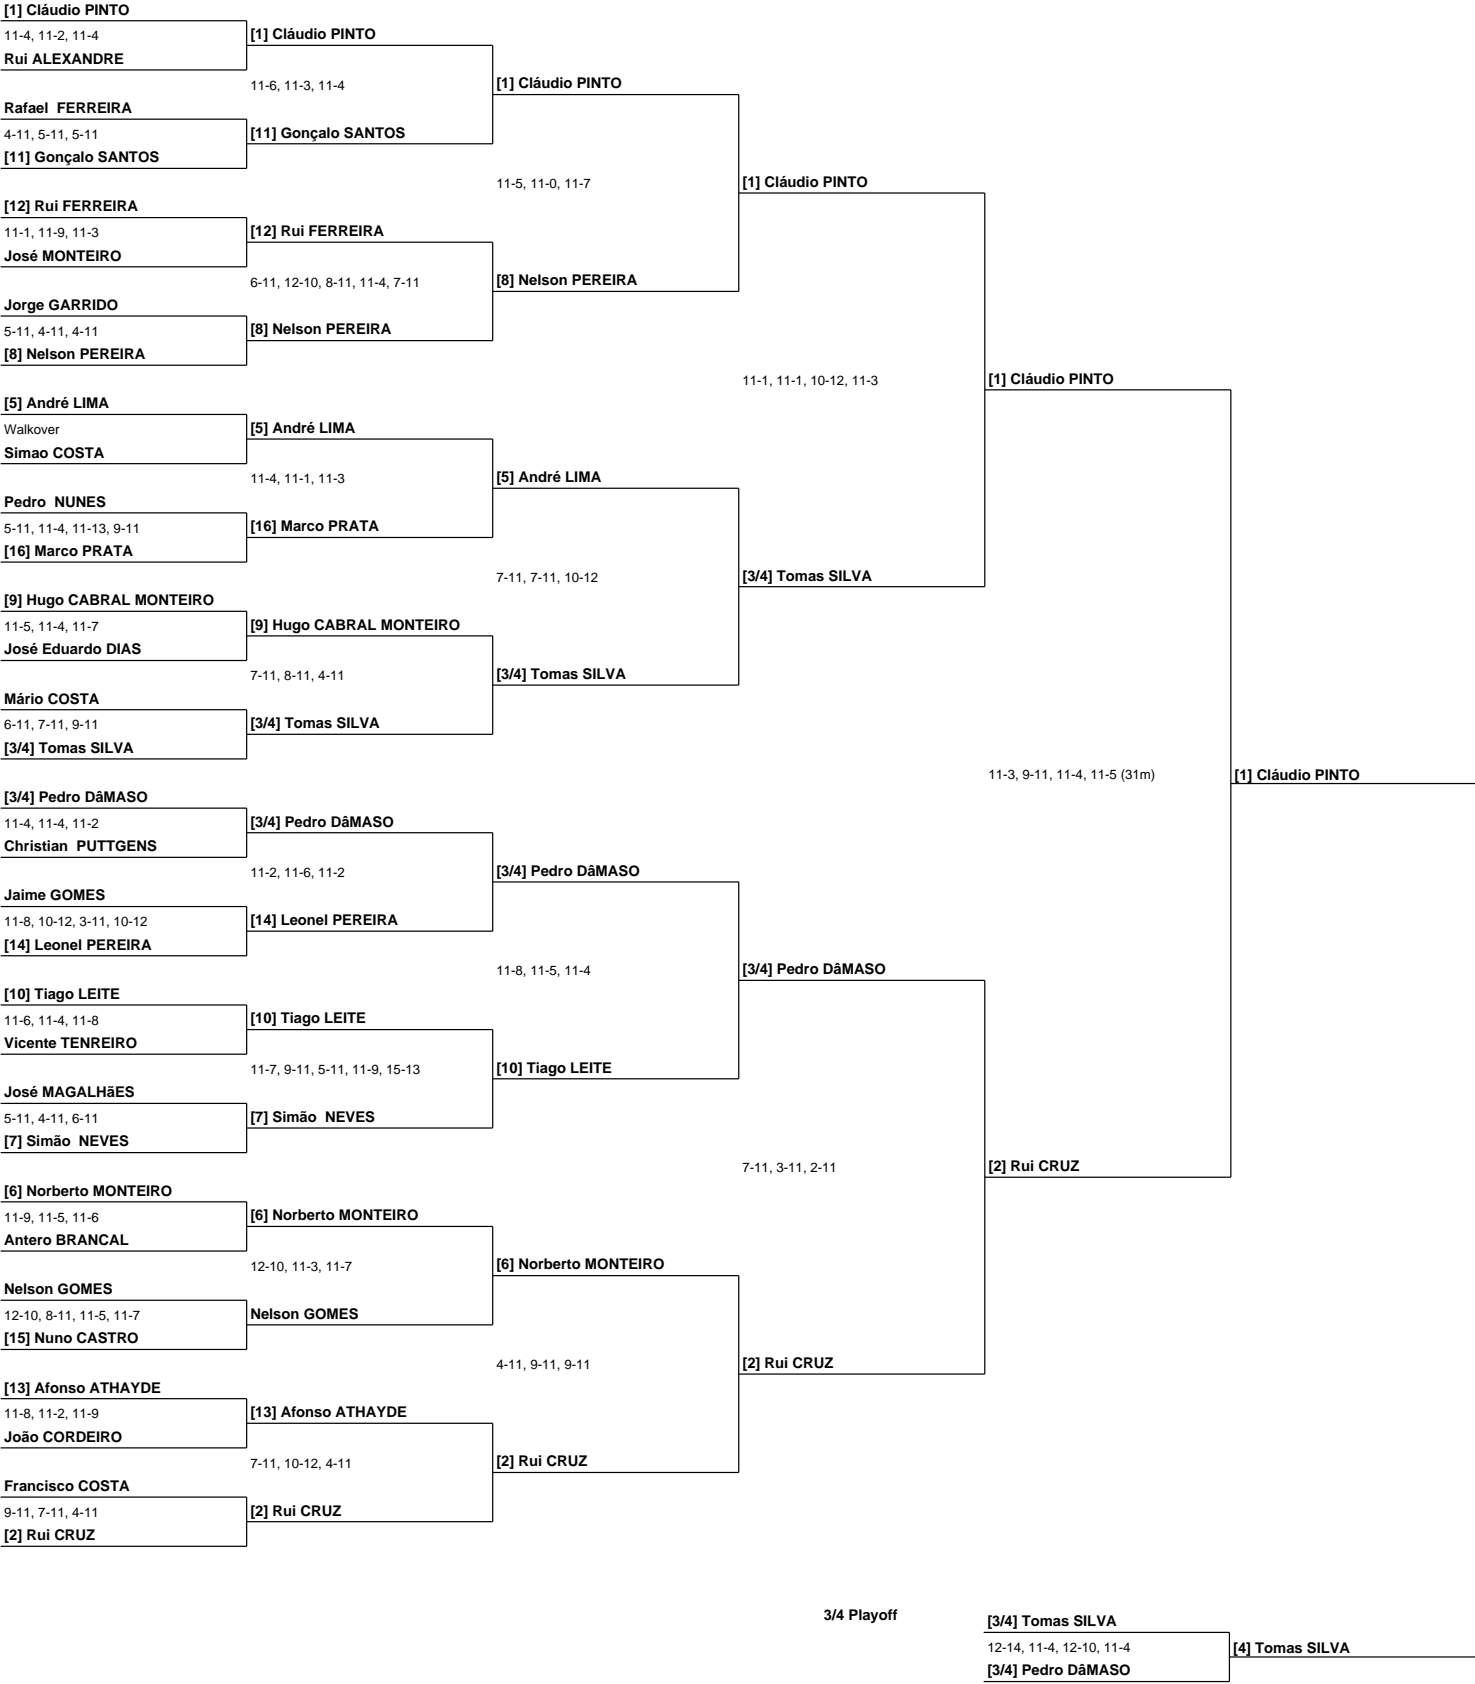 [1] Cláudio PINTO
11-4, 11-2, 11-4
Rui ALEXANDRE
Rafael  FERREIRA
4-11, 5-11, 5-11
[11] Gonçalo SANTOS
[12] Rui FERREIRA
11-1, 11-9, 11-3
José MONTEIRO
Jorge GARRIDO
5-11, 4-11, 4-11
[8] Nelson PEREIRA
[5] André LIMA
Walkover
Simao COSTA
Pedro  NUNES
5-11, 11-4, 11-13, 9-11
[16] Marco PRATA
[9] Hugo CABRAL MONTEIRO
11-5, 11-4, 11-7
José Eduardo DIAS
Mário COSTA
6-11, 7-11, 9-11
[3/4] Tomas SILVA
[3/4] Pedro DâMASO
11-4, 11-4, 11-2
Christian  PUTTGENS
Jaime GOMES
11-8, 10-12, 3-11, 10-12
[14] Leonel PEREIRA
[10] Tiago LEITE
11-6, 11-4, 11-8
Vicente TENREIRO
José MAGALHãES
5-11, 4-11, 6-11
[7] Simão  NEVES
[6] Norberto MONTEIRO
11-9, 11-5, 11-6
Antero BRANCAL
Nelson GOMES
12-10, 8-11, 11-5, 11-7
[15] Nuno CASTRO
[13] Afonso ATHAYDE
11-8, 11-2, 11-9
João CORDEIRO
Francisco COSTA
9-11, 7-11, 4-11
[2] Rui CRUZ
[1] Cláudio PINTO
11-6, 11-3, 11-4
[11] Gonçalo SANTOS
[12] Rui FERREIRA
6-11, 12-10, 8-11, 11-4, 7-11
[8] Nelson PEREIRA
[5] André LIMA
11-4, 11-1, 11-3
[16] Marco PRATA
[9] Hugo CABRAL MONTEIRO
7-11, 8-11, 4-11
[3/4] Tomas SILVA
[3/4] Pedro DâMASO
11-2, 11-6, 11-2
[14] Leonel PEREIRA
[10] Tiago LEITE
11-7, 9-11, 5-11, 11-9, 15-13
[7] Simão  NEVES
[6] Norberto MONTEIRO
12-10, 11-3, 11-7
Nelson GOMES
[13] Afonso ATHAYDE
7-11, 10-12, 4-11
[2] Rui CRUZ
[1] Cláudio PINTO
11-5, 11-0, 11-7
[8] Nelson PEREIRA
[5] André LIMA
7-11, 7-11, 10-12
[3/4] Tomas SILVA
[3/4] Pedro DâMASO
11-8, 11-5, 11-4
[10] Tiago LEITE
[6] Norberto MONTEIRO
4-11, 9-11, 9-11
[2] Rui CRUZ
[1] Cláudio PINTO
11-1, 11-1, 10-12, 11-3
[3/4] Tomas SILVA
[3/4] Pedro DâMASO
7-11, 3-11, 2-11
[2] Rui CRUZ
[1] Cláudio PINTO
11-3, 9-11, 11-4, 11-5 (31m)
[2] Rui CRUZ
[1] Cláudio PINTO
3/4 Playoff
[3/4] Tomas SILVA
12-14, 11-4, 12-10, 11-4
[3/4] Pedro DâMASO
[4] Tomas SILVA